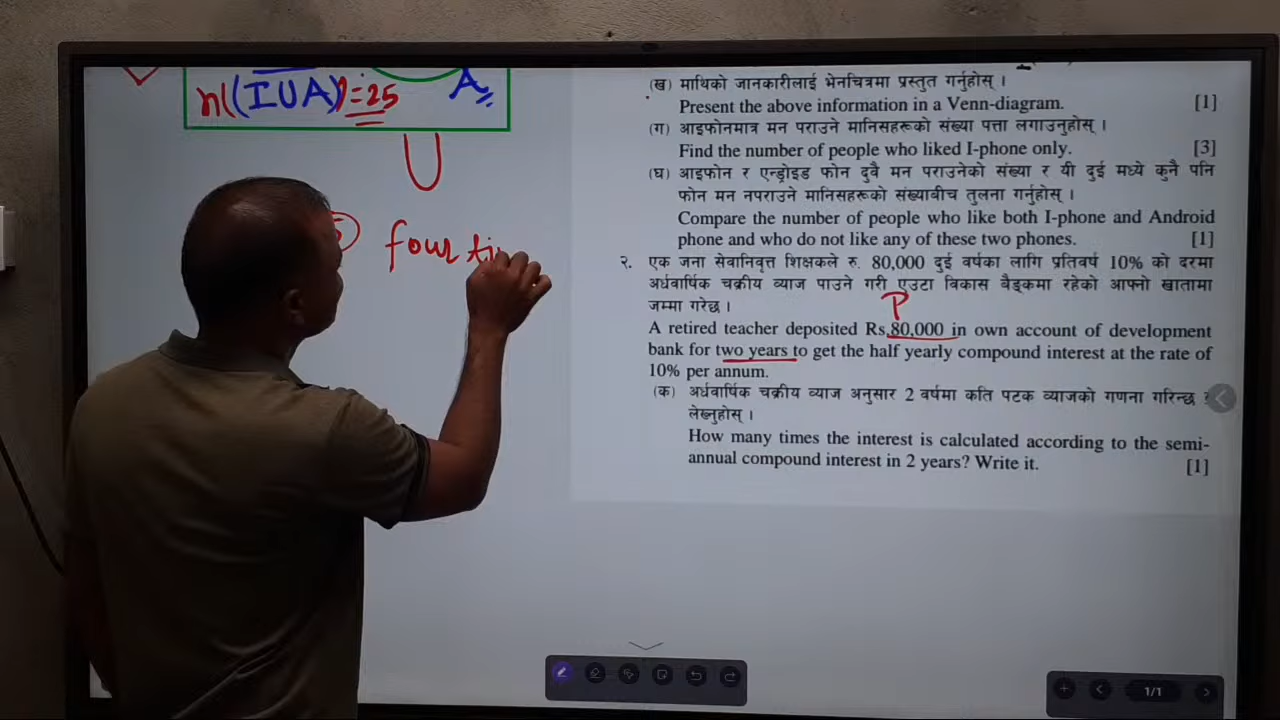 n((IUA))=25
A
U
four
(ख) माथिको जानकारीलाई भेनचित्रमा प्रस्तुत गर्नुहोस् ।
Present the above information in a Venn-diagram. [1]
(ग) आइफोनमात्र मन पराउने मानिसहरूको संख्या पत्ता लगाउनुहोस् ।
Find the number of people who liked I-phone only. [3]
(घ) आइफोन र एन्ड्रोइड फोन दुवै मन पराउनेको संख्या र यी दुई मध्ये कुनै पनि
फोन मन नपराउने मानिसहरूको संख्याबीच तुलना गर्नुहोस् ।
Compare the number of people who like both I-phone and Android
phone and who do not like any of these two phones. [1]
२. एक जना सेवानिवृत्त शिक्षकले रु. 80,000 दुई वर्षका लागि प्रतिवर्ष 10% को दरमा
अर्धवार्षिक चक्रीय व्याज पाउने गरी एउटा विकास बैङ्कमा रहेको आफ्नो खातामा
जम्मा गरेछ ।
P
A retired teacher deposited Rs.80,000 in own account of development
bank for two years to get the half yearly compound interest at the rate of
10% per annum.
(क) अर्धवार्षिक चक्रीय व्याज अनुसार 2 वर्षमा कति पटक व्याजको गणना गरिन्छ
लेख्नुहोस् ।
How many times the interest is calculated according to the semi-
annual compound interest in 2 years? Write it. [1]
1/1